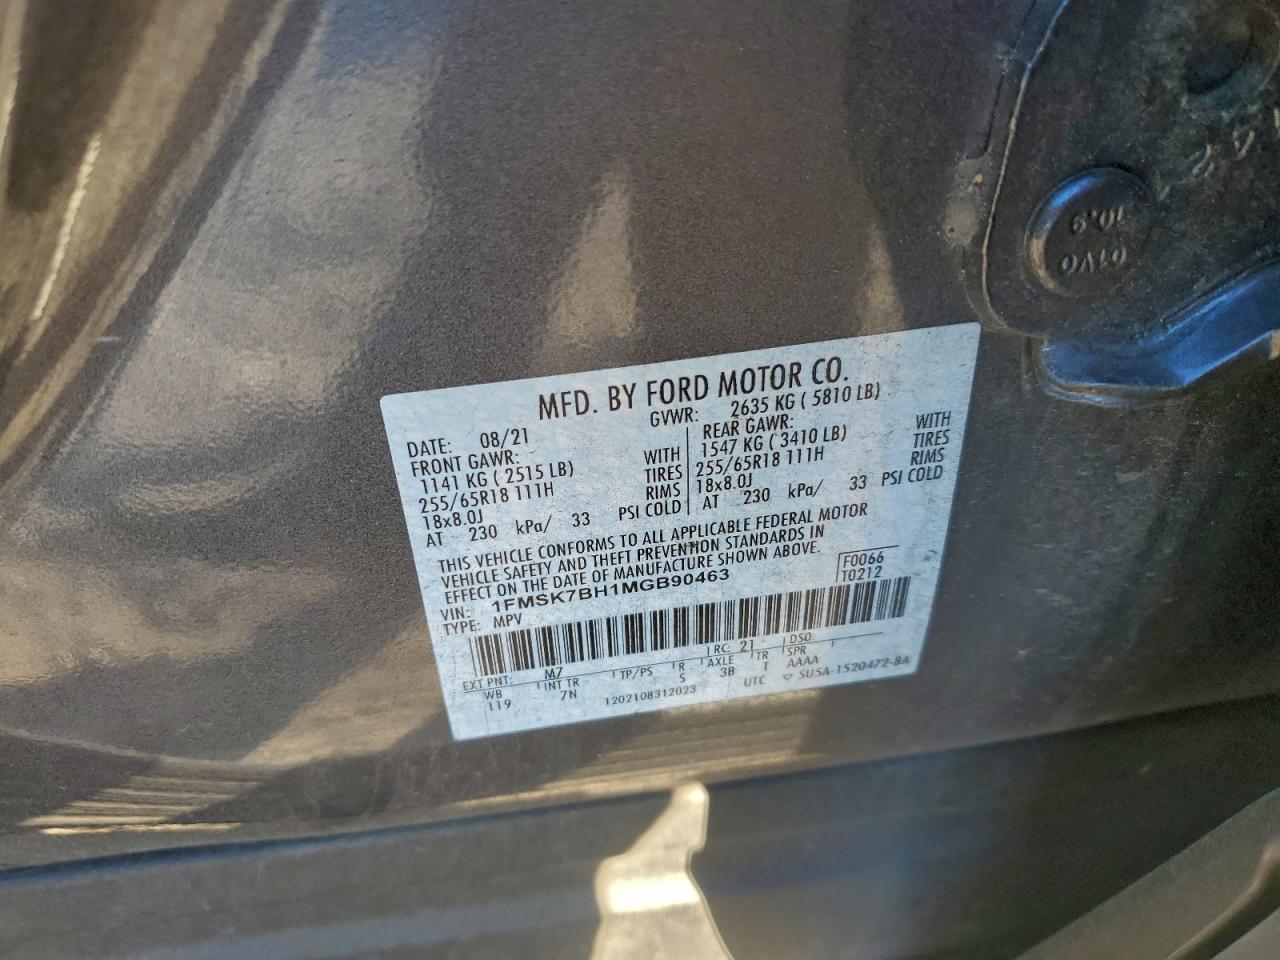 MFD. BY FORD MOTOR CO.
DATE: 08/21
GVWR: 2635 KG ( 5810 LB)
FRONT GAWR:
1141 KG ( 2515 LB) WITH
255/65R18 111H TIRES
18x8.0J RIMS
AT 230 kPa/ 33 PSI COLD
REAR GAWR:
1547 KG ( 3410 LB) WITH
255/65R18 111H TIRES
18x8.0J RIMS
AT 230 kPa/ 33 PSI COLD
THIS VEHICLE CONFORMS TO ALL APPLICABLE FEDERAL MOTOR
VEHICLE SAFETY AND THEFT PREVENTION STANDARDS IN
EFFECT ON THE DATE OF MANUFACTURE SHOWN ABOVE.
VIN: 1FMSK7BH1MGB90463
F0066
T0212
TYPE: MPV
EXT PNT: M7 RC: 21 DSO:
WB INT TR TP/PS R AXLE TR SPR
119 7N S 3B T AAAA
1202108312023 UTC ▽ 5U5A-1520472-BA
10.9
01V0